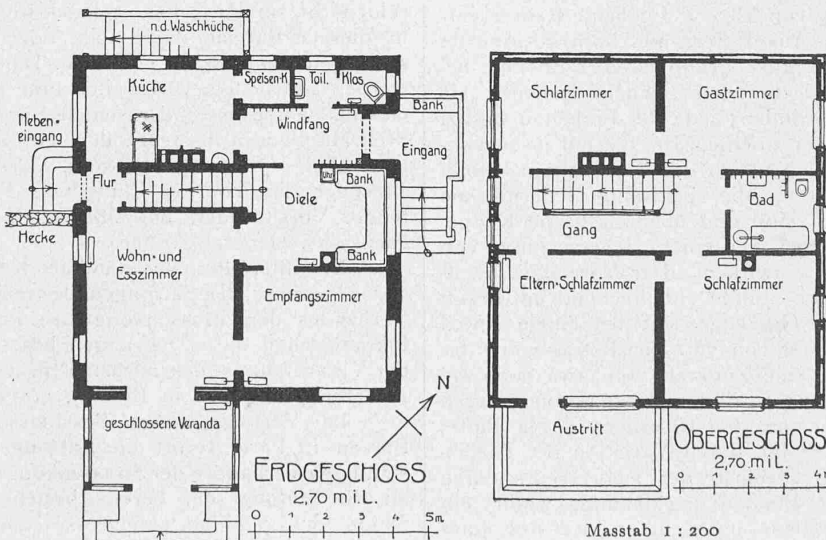 n.d.Waschküche
Küche
Speisen-K
Toil.
Klos
Bank
Neben-
eingang
Windfang
Eingang
Flur
Uhr
Bank
Diele
Hecke
Wohn- und
Esszimmer
Bank
Empfangszimmer
N
geschlossene Veranda
ERDGESCHOSS
2,70 m i.L.
0 1 2 3 4 5m
Schlafzimmer
Gastzimmer
Bad
Gang
Eltern-Schlafzimmer
Schlafzimmer
Austritt
OBERGESCHOSS
2,70 m i.L.
0 2 4
Masstab 1 : 200